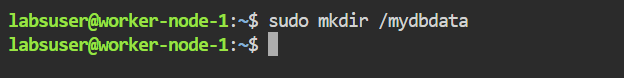 labsuser@worker-node-1:~$ sudo mkdir /mydbdata
labsuser@worker-node-1:~$